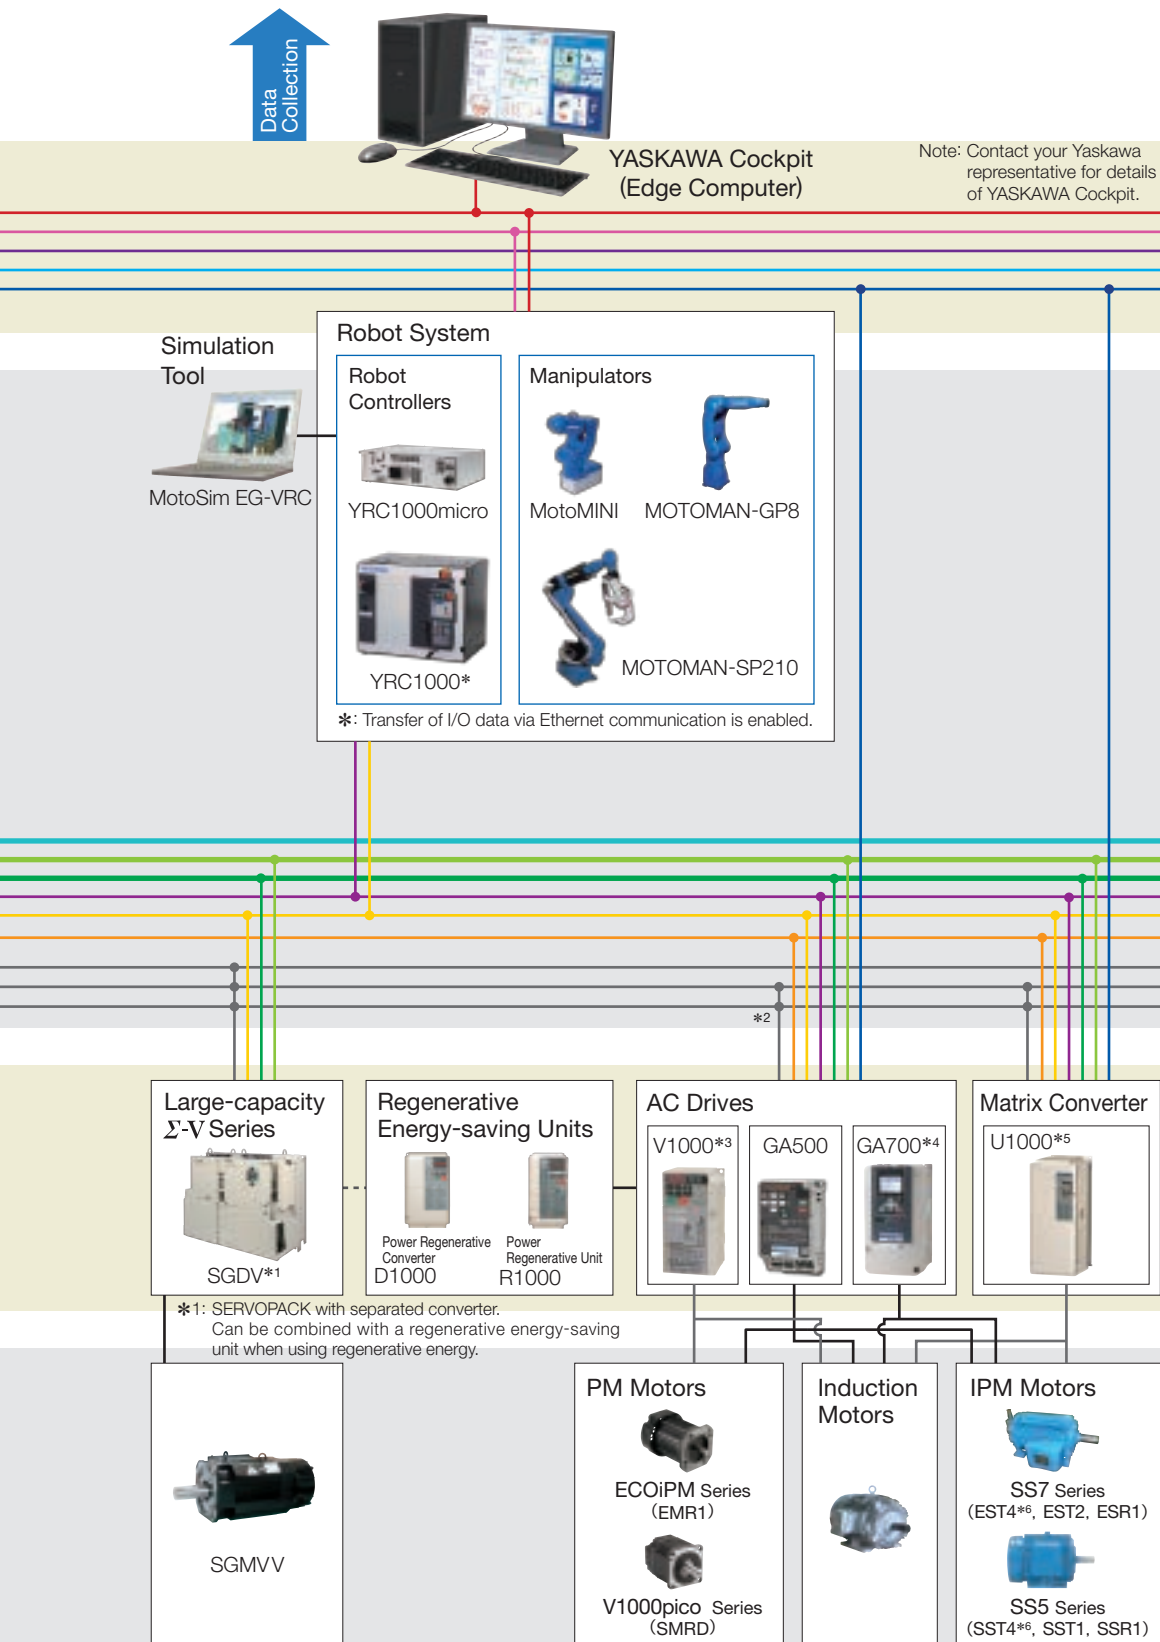 Data
Collection
YASKAWA Cockpit
(Edge Computer)
Note: Contact your Yaskawa
representative for details
of YASKAWA Cockpit.
Simulation
Tool
MotoSim EG-VRC
Robot System
Robot
Controllers
YRC1000micro
YRC1000*
Manipulators
MotoMINI
MOTOMAN-GP8
MOTOMAN-SP210
*: Transfer of I/O data via Ethernet communication is enabled.
*2
Large-capacity
Σ-V Series
SGDV*1
Regenerative
Energy-saving Units
Power Regenerative
Converter
D1000
Power
Regenerative Unit
R1000
AC Drives
V1000*3
GA500
GA700*4
Matrix Converter
U1000*5
*1: SERVOPACK with separated converter.
Can be combined with a regenerative energy-saving
unit when using regenerative energy.
SGMVV
PM Motors
ECOiPM Series
(EMR1)
V1000pico Series
(SMRD)
Induction
Motors
IPM Motors
SS7 Series
(EST4*6, EST2, ESR1)
SS5 Series
(SST4*6, SST1, SSR1)